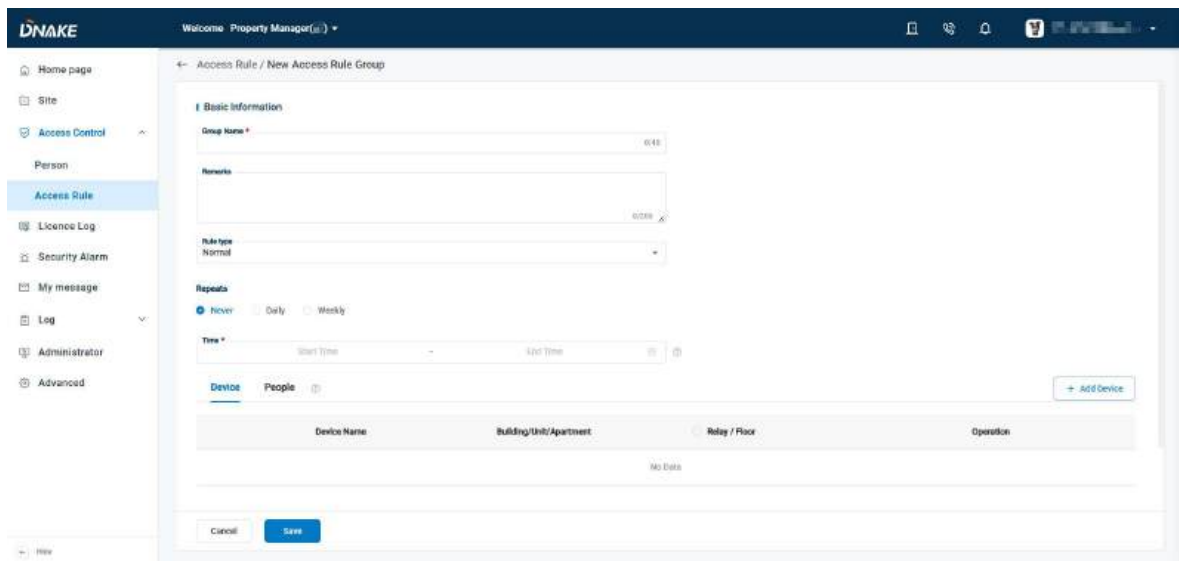 DNAKE
Welcome Property Manager( )
Home page
Site
Access Control
Person
Access Rule
Licence Log
Security Alarm
My message
Log
Administrator
Advanced
Hide
Access Rule / New Access Rule Group
Basic Information
Group Name *
0/40
Remarks
Rule type
Normal
Repeats
Never Daily Weekly
Time *
Start Time - End Time
Device People
+ Add Device
Device Name Building/Unit/Apartment Relay / Floor Operation
No Data
Cancel Save